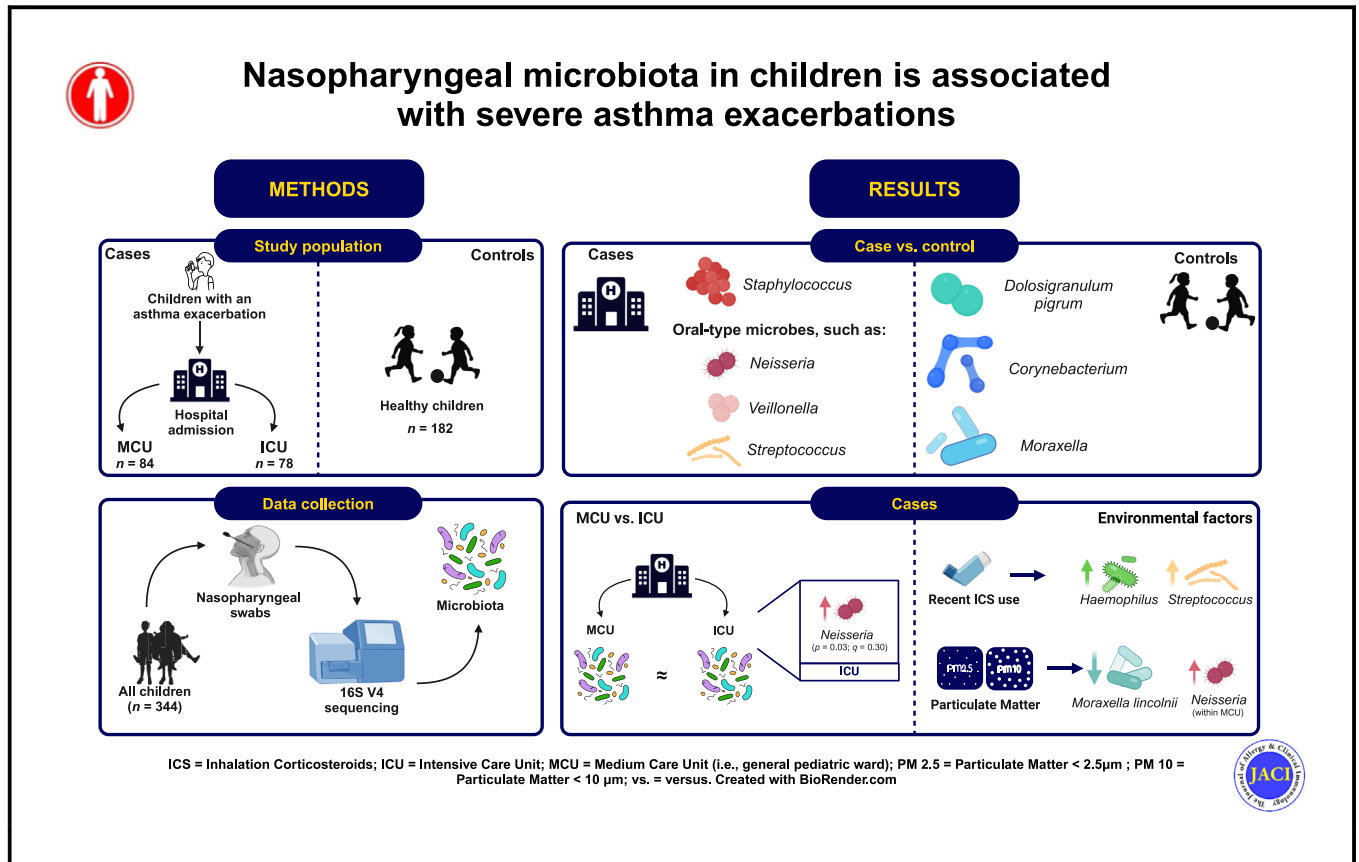 Nasopharyngeal microbiota in children is associated
with severe asthma exacerbations
METHODS
Study population
Cases
Controls
Children with an
asthma exacerbation
H
Hospital
admission
MCU
n = 84
ICU
n = 78
Healthy children
n = 182
Data collection
Nasopharyngeal
swabs
Microbiota
All children
(n = 344)
16S V4
sequencing
RESULTS
Case vs. control
Cases
Controls
H
Staphylococcus
Oral-type microbes, such as:
Neisseria
Veillonella
Streptococcus
Dolosigranulum
pigrum
Corynebacterium
Moraxella
Cases
MCU vs. ICU
Environmental factors
H
MCU
ICU
≈
Neisseria
(p = 0.03; q = 0.30)
ICU
Recent ICS use
Haemophilus
Streptococcus
PM2.5
PM10
Particulate Matter
Moraxella lincolnii
Neisseria
(within MCU)
ICS = Inhalation Corticosteroids; ICU = Intensive Care Unit; MCU = Medium Care Unit (i.e., general pediatric ward); PM 2.5 = Particulate Matter < 2.5μm ; PM 10 =
Particulate Matter < 10 μm; vs. = versus. Created with BioRender.com
The Journal of Allergy & Clinical Immunology
JACI